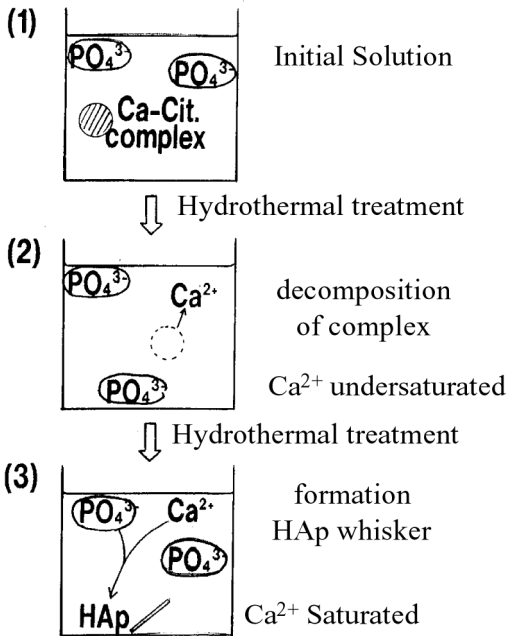 (1)
PO₄³⁻
PO₄³⁻
Initial Solution
Ca-Cit.
complex
Hydrothermal treatment
(2)
PO₄³⁻
Ca²⁺
decomposition
of complex
PO₄³⁻
Ca²⁺ undersaturated
Hydrothermal treatment
(3)
PO₄³⁻
Ca²⁺
formation
HAp whisker
PO₄³⁻
HAp
Ca²⁺ Saturated